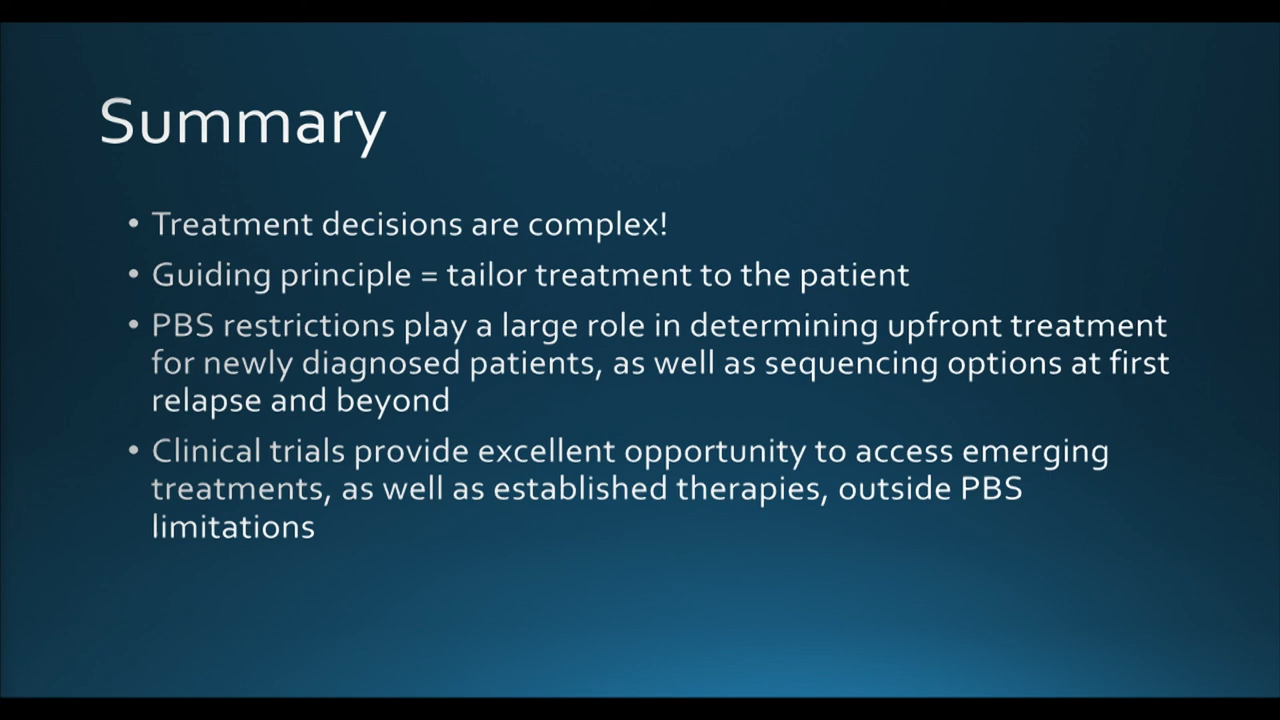 Summary
• Treatment decisions are complex!
• Guiding principle = tailor treatment to the patient
• PBS restrictions play a large role in determining upfront treatment
for newly diagnosed patients, as well as sequencing options at first
relapse and beyond
• Clinical trials provide excellent opportunity to access emerging
treatments, as well as established therapies, outside PBS
limitations